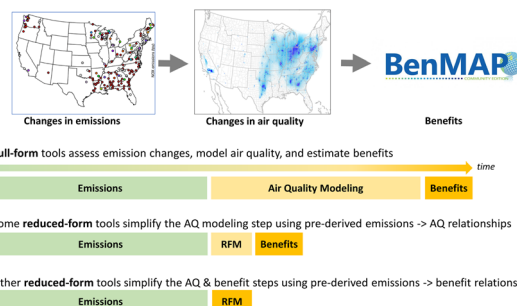 BenMAP
COMMUNITY EDITION
Changes in emissions
Changes in air quality
Benefits
ull-form tools assess emission changes, model air quality, and estimate benefits
time
Emissions
Air Quality Modeling
Benefits
ome reduced-form tools simplify the AQ modeling step using pre-derived emissions -> AQ relationships
Emissions
RFM
Benefits
ther reduced-form tools simplify the AQ & benefit steps using pre-derived emissions -> benefit relations
Emissions
RFM